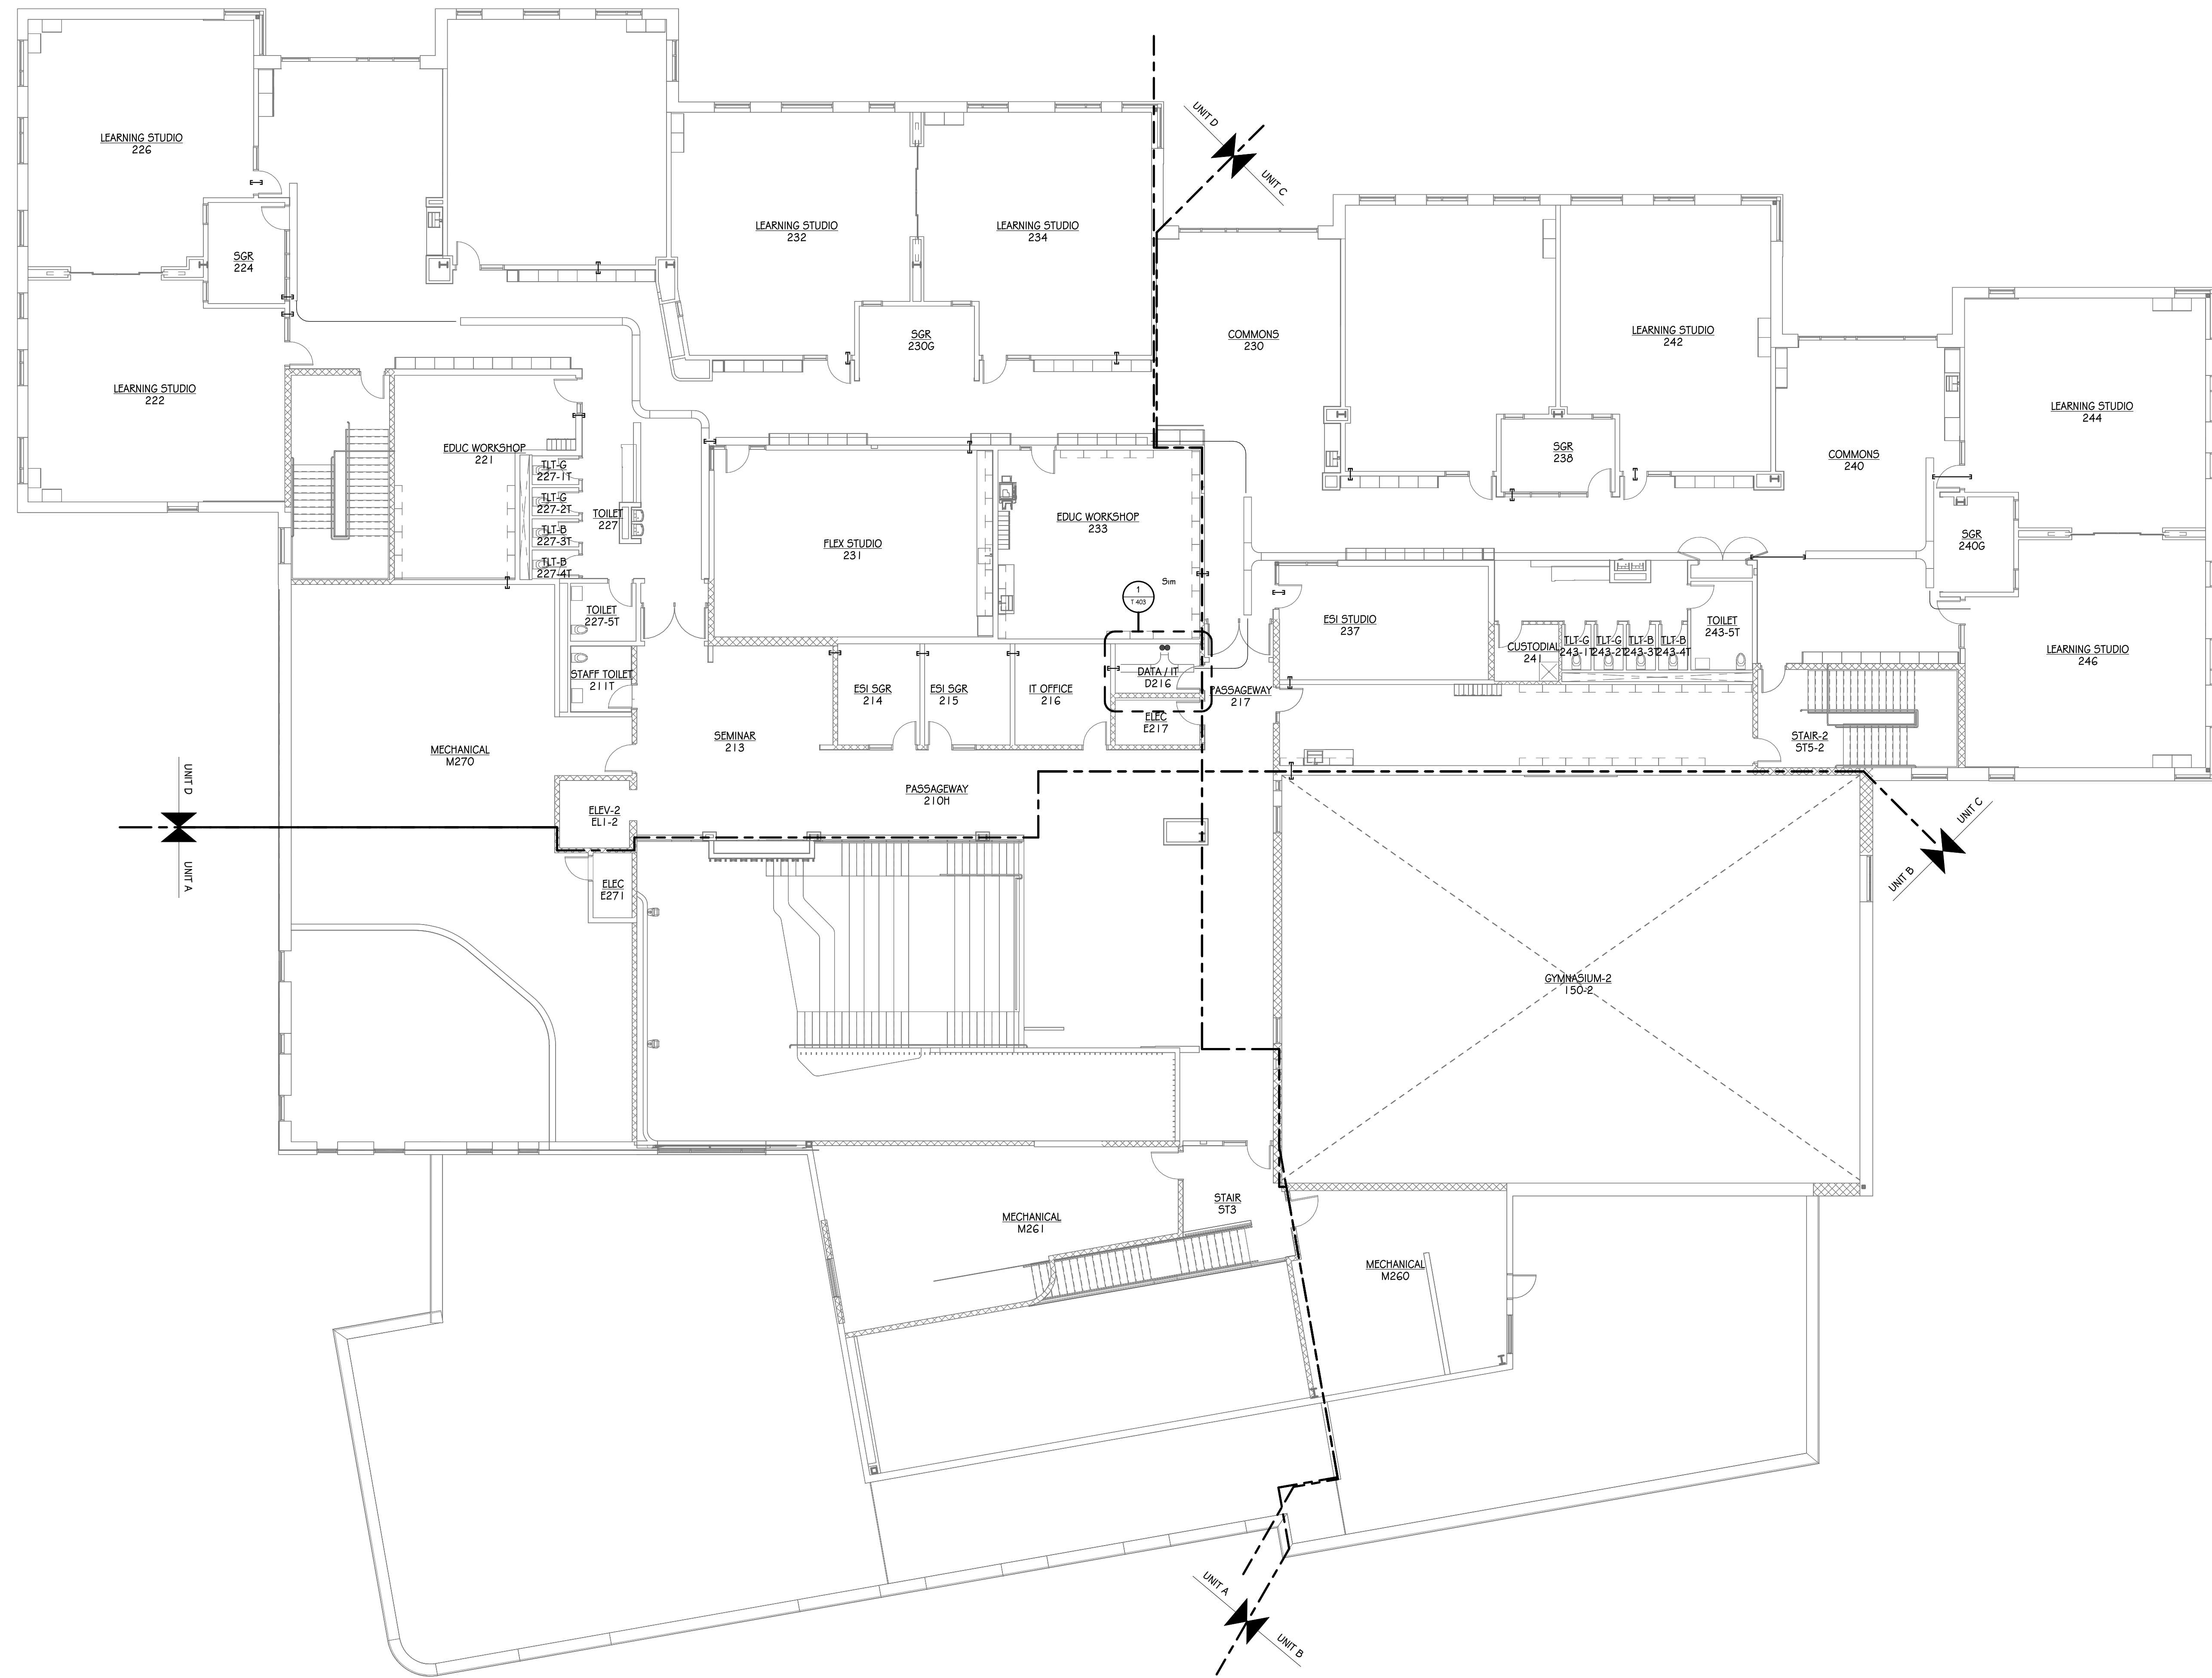 UNIT D
UNIT C
LEARNING STUDIO
226
LEARNING STUDIO
232
LEARNING STUDIO
234
SGR
224
SGR
230G
COMMONS
230
LEARNING STUDIO
242
LEARNING STUDIO
222
LEARNING STUDIO
244
EDUC WORKSHOP
221
SGR
238
COMMONS
240
TLT-G
227-1T
TLT-G
227-2T
TLT-B
227-3T
TLT-B
227-4T
TOILET
227
FLEX STUDIO
231
EDUC WORKSHOP
233
SGR
240G
Sim
1
T 403
TOILET
227-5T
STAFF TOILET
211T
ESI STUDIO
237
CUSTODIAL
241
TLT-G
243-1T
TLT-G
243-2T
TLT-B
243-3T
TLT-B
243-4T
TOILET
243-5T
LEARNING STUDIO
246
ESI SGR
214
ESI SGR
215
IT OFFICE
216
DATA / IT
D216
PASSAGEWAY
217
ELEC
E217
SEMINAR
213
MECHANICAL
M270
STAIR-2
ST5-2
PASSAGEWAY
210H
ELEV-2
EL1-2
UNIT D
UNIT A
ELEC
E271
UNIT C
UNIT B
GYMNASIUM-2
150-2
MECHANICAL
M261
STAIR
ST3
MECHANICAL
M260
UNIT A
UNIT B